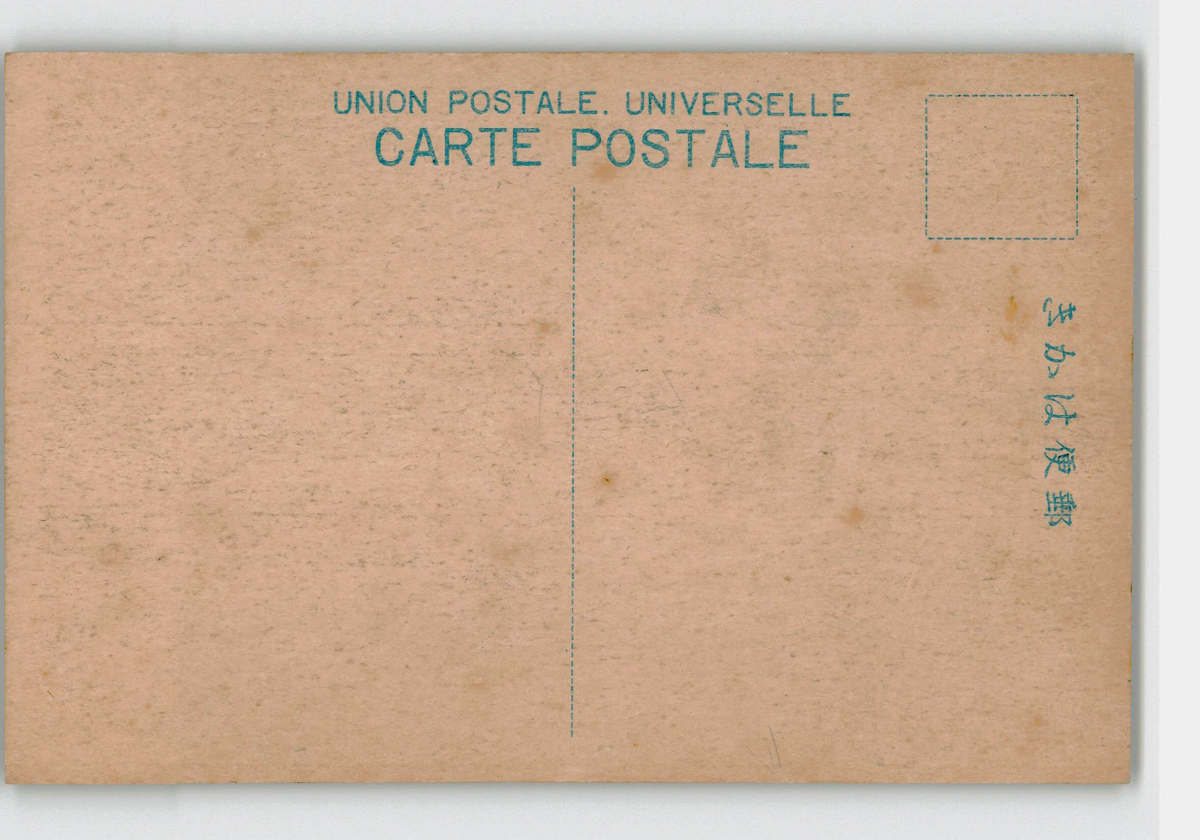 UNION POSTALE. UNIVERSELLE
CARTE POSTALE
郵便はかき